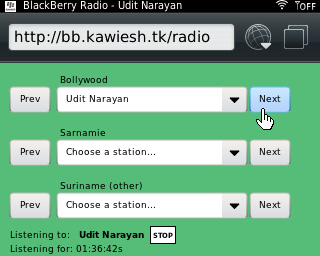 BlackBerry Radio - Udit Narayan
OFF
http://bb.kawiesh.tk/radio
Bollywood
Prev Udit Narayan Next
Sarnamie
Prev Choose a station... Next
Suriname (other)
Prev Choose a station... Next
Listening to: Udit Narayan STOP
Listening for: 01:36:42s